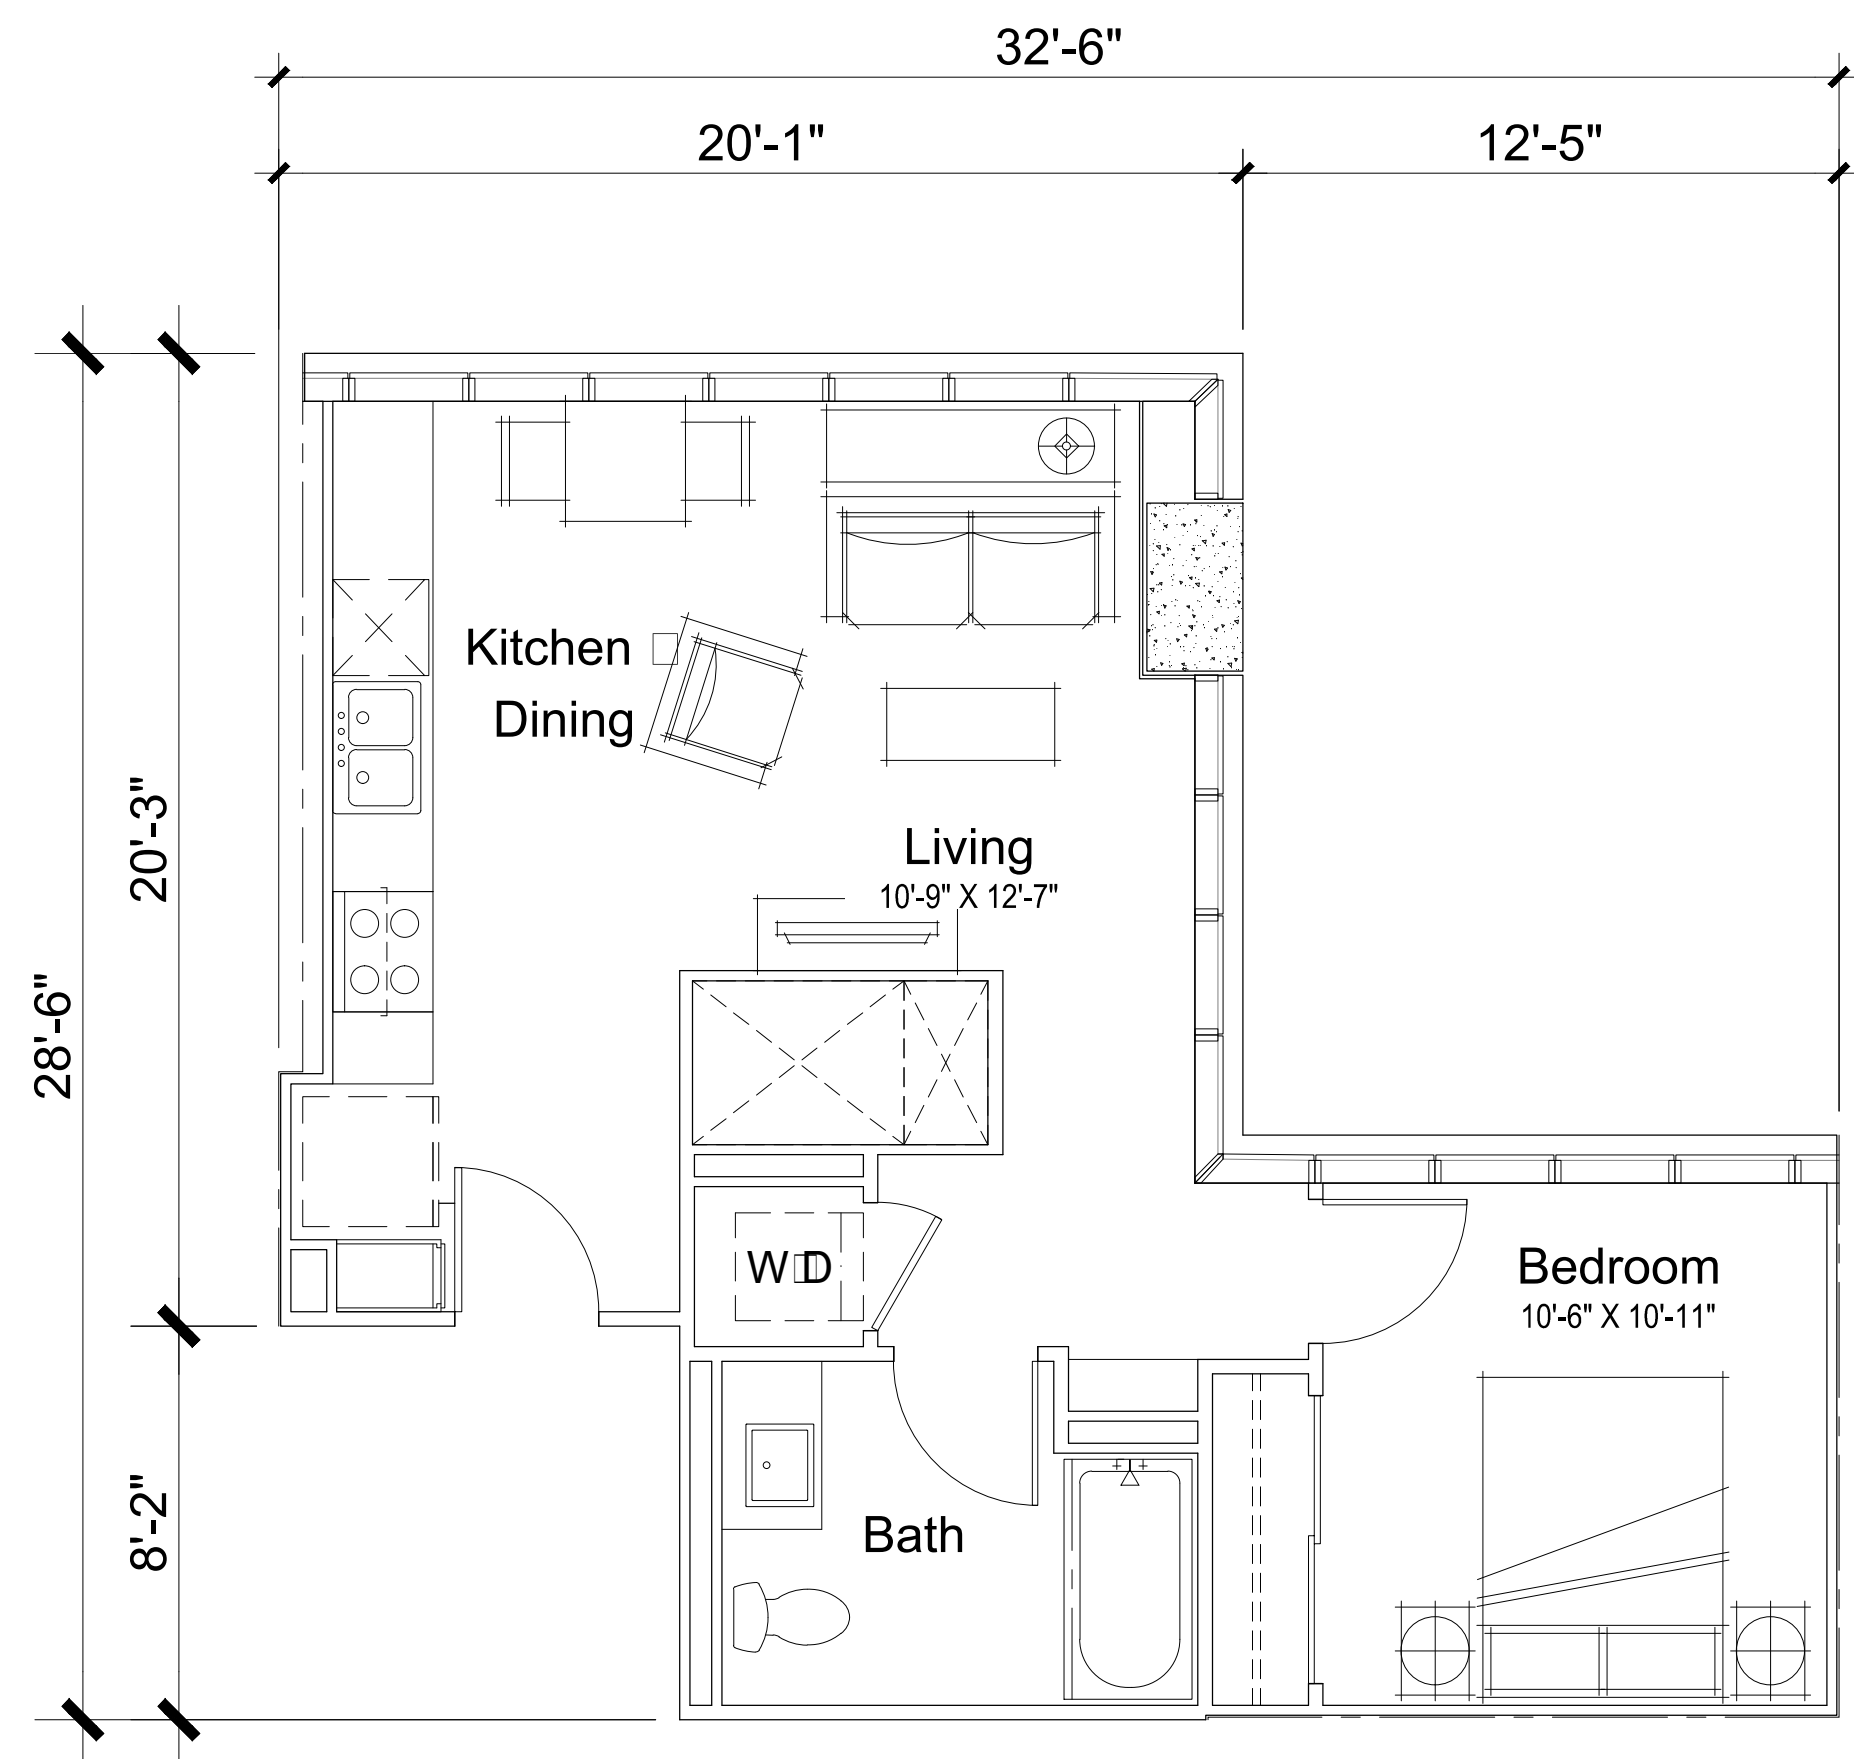 32'-6"
20'-1"
12'-5"
Kitchen
Dining
20'-3"
Living
10'-9" X 12'-7"
28'-6"
W D
Bedroom
10'-6" X 10'-11"
8'-2"
Bath